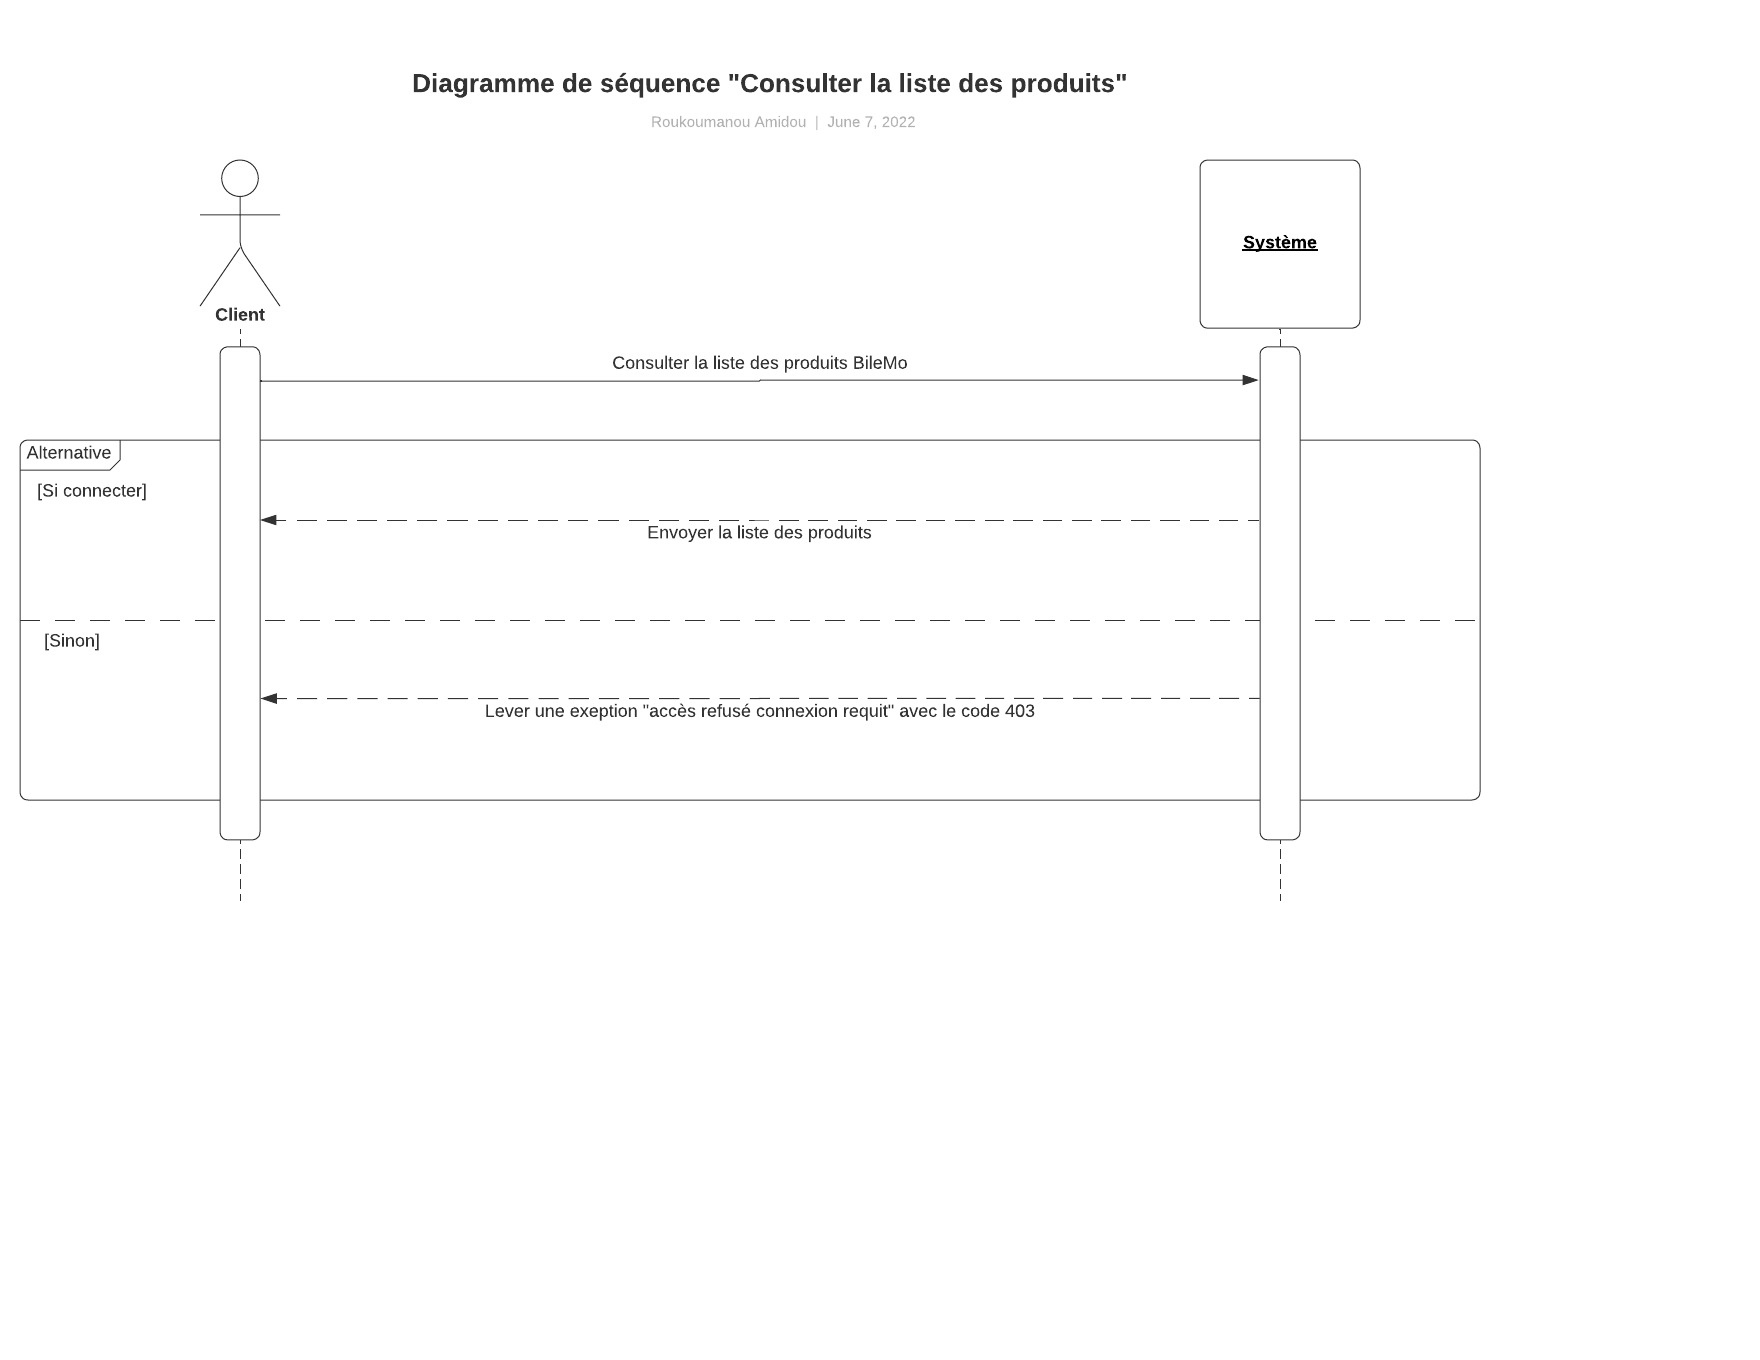 Diagramme de séquence "Consulter la liste des produits"
Roukoumanou Amidou | June 7, 2022
Client
Système
Consulter la liste des produits BileMo
Alternative
[Si connecter]
Envoyer la liste des produits
[Sinon]
Lever une exeption "accès refusé connexion requit" avec le code 403